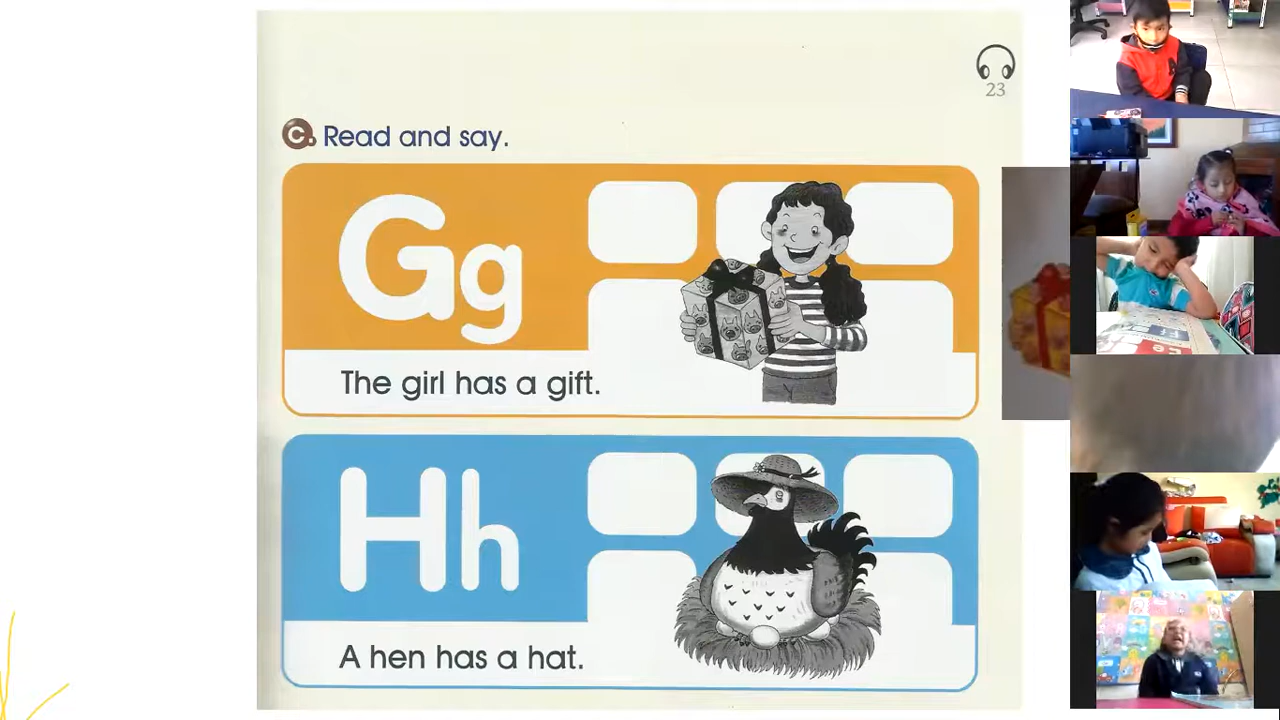 23
C. Read and say.
Gg
The girl has a gift.
Hh
A hen has a hat.